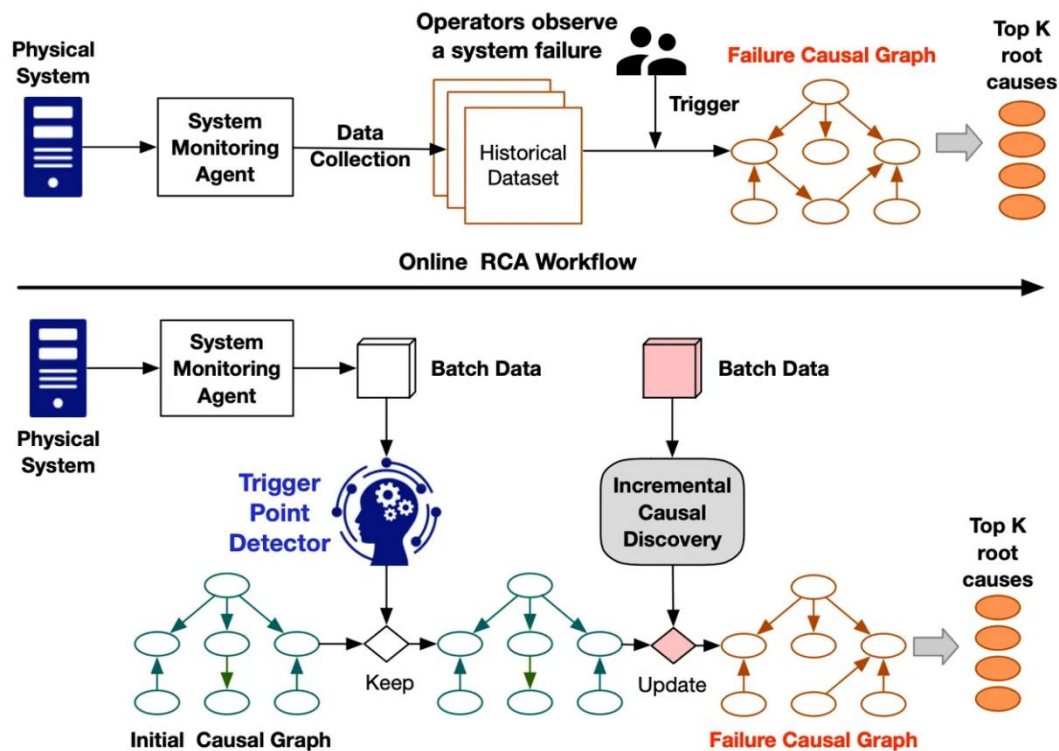 Physical
System
System
Monitoring
Agent
Data
Collection
Historical
Dataset
Operators observe
a system failure
Trigger
Failure Causal Graph
Top K
root
causes
Online RCA Workflow
Physical
System
System
Monitoring
Agent
Batch Data
Batch Data
Trigger
Point
Detector
Incremental
Causal
Discovery
Keep
Update
Initial Causal Graph
Failure Causal Graph
Top K
root
causes